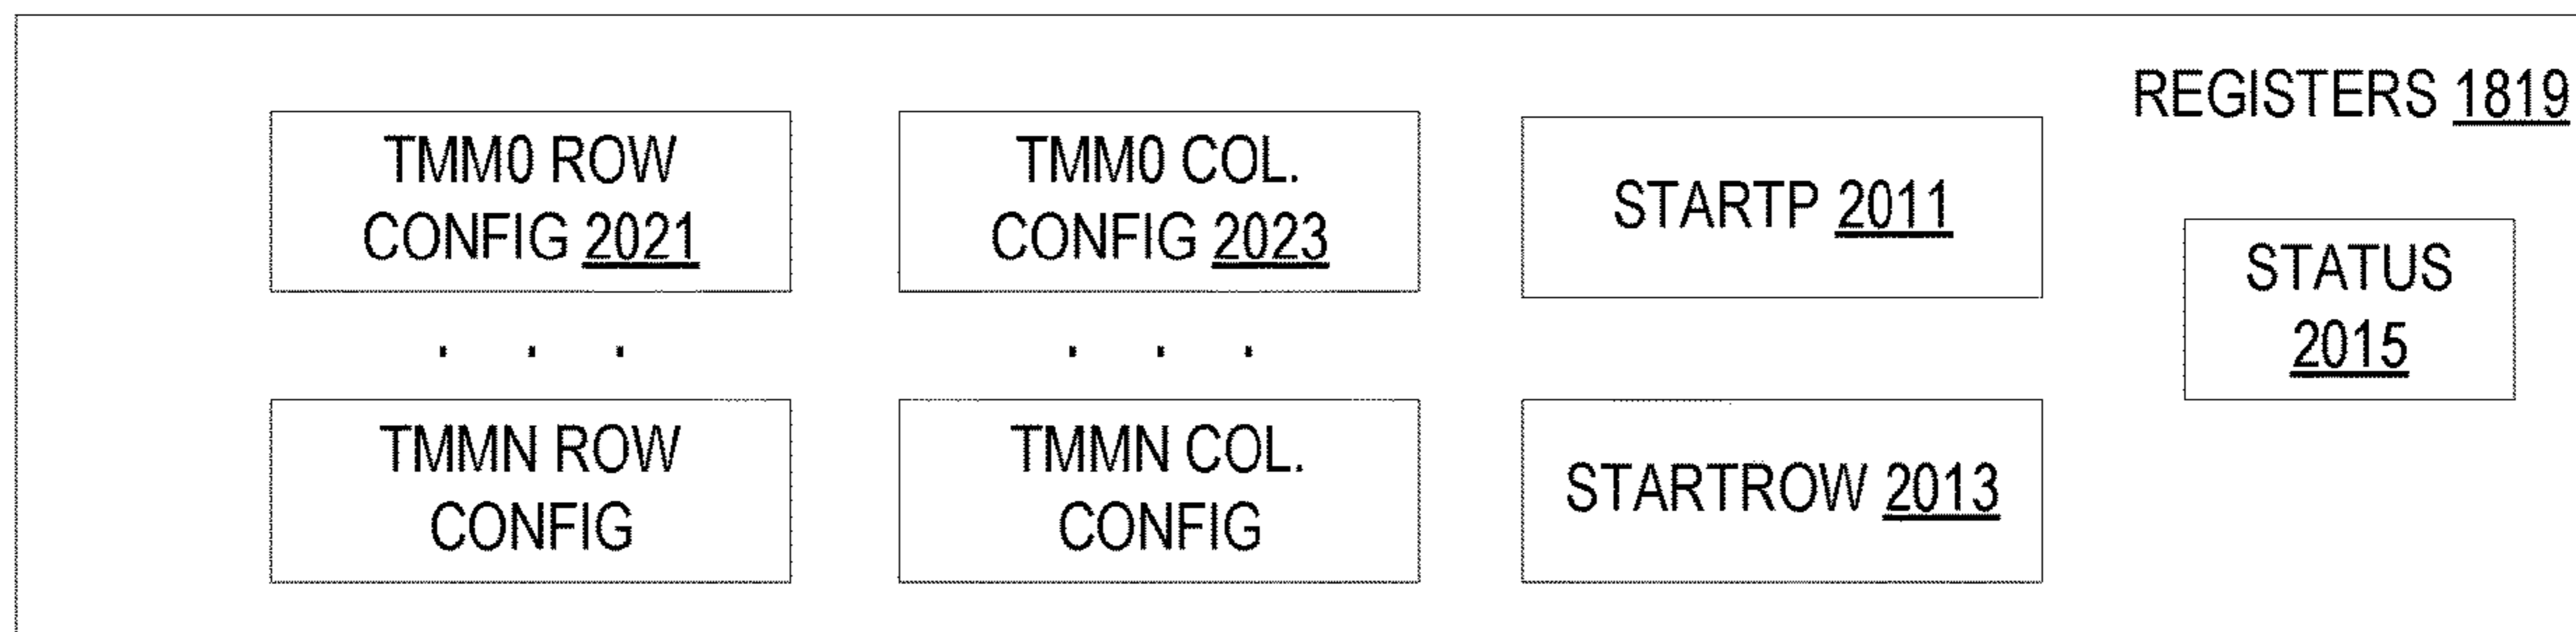 REGISTERS 1819
TMM0 ROW
CONFIG 2021
TMM0 COL.
CONFIG 2023
STARTP 2011
STATUS
2015
. . .
. . .
TMMN ROW
CONFIG
TMMN COL.
CONFIG
STARTROW 2013